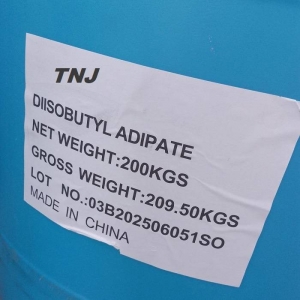 TNJ
DIISOBUTYL ADIPATE
NET WEIGHT:200KGS
GROSS WEIGHT:209.50KGS
LOT NO.:03B202506051SO
MADE IN CHINA